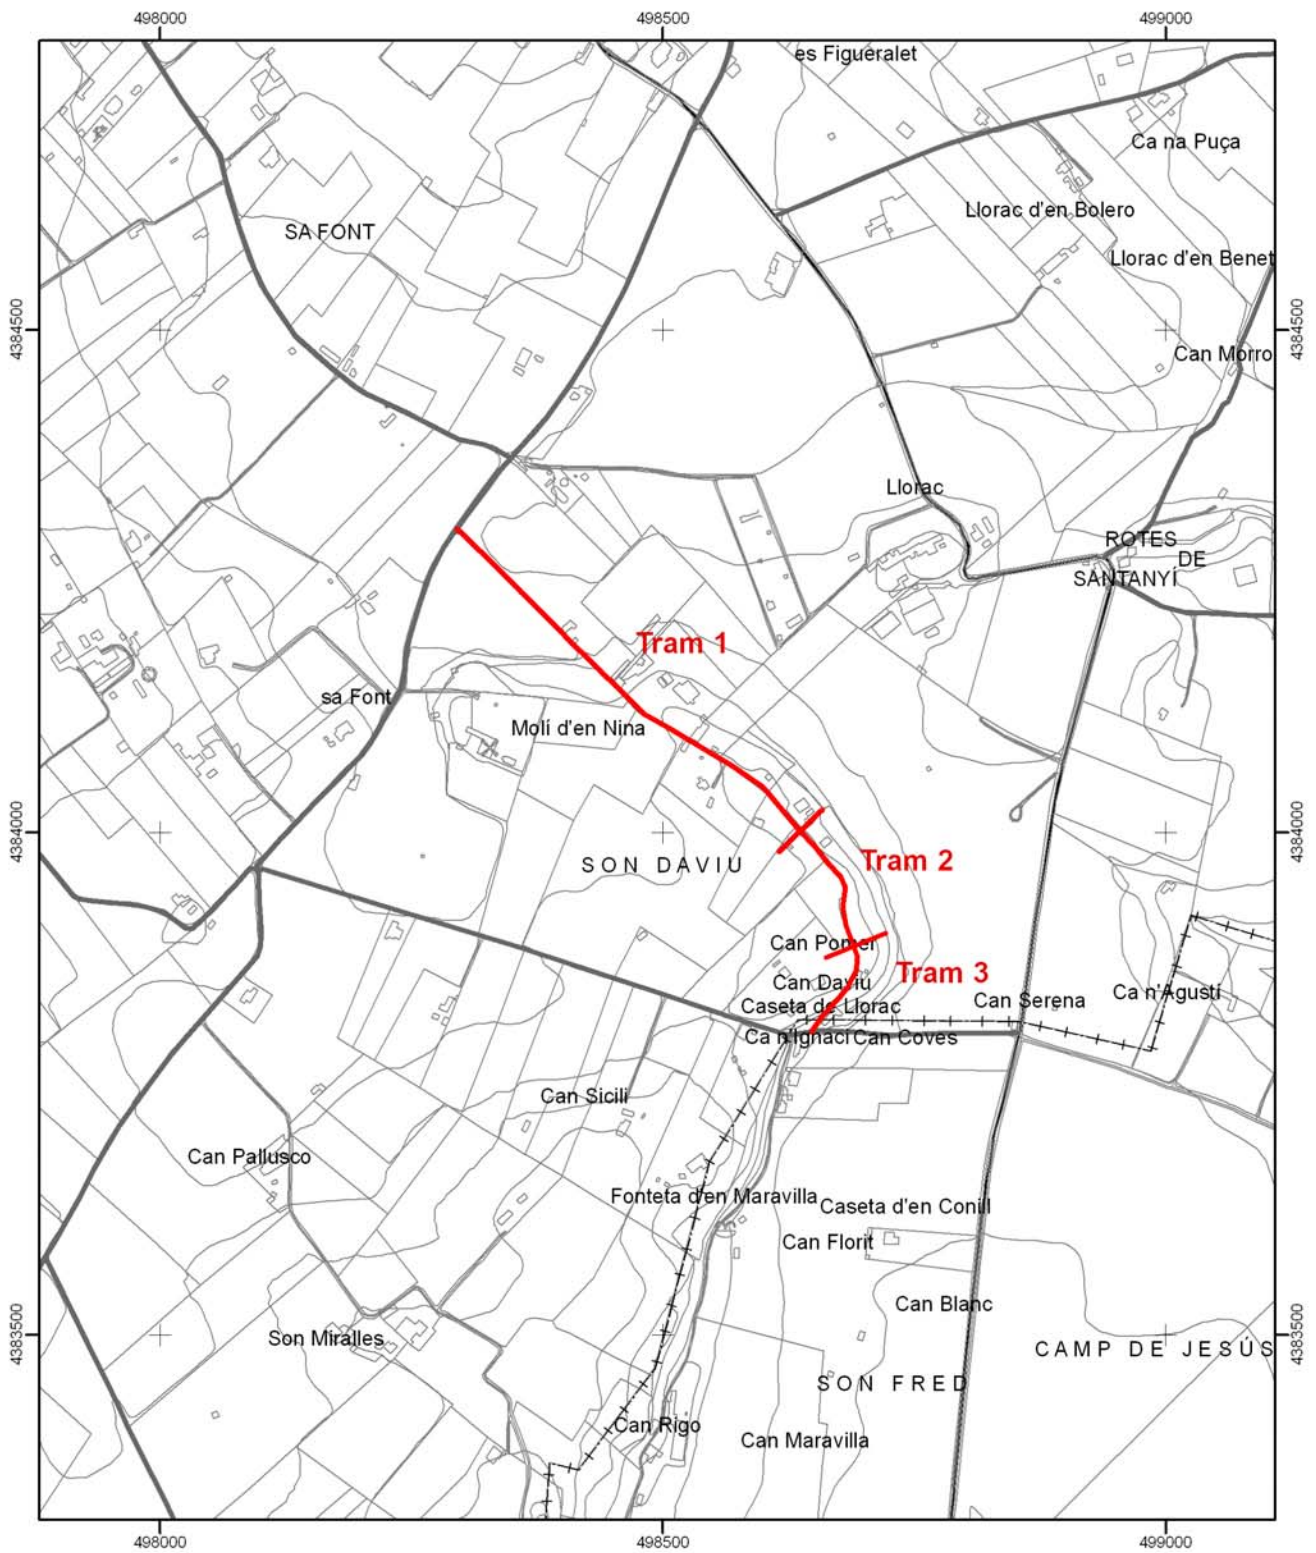 498000
498500
499000
es Figueralet
Ca na Puça
Llorac d'en Bolero
SA FONT
Llorac d'en Benet
4384500
4384500
Can Morro
Llorac
ROTES
DE
SANTANYÍ
Tram 1
sa Font
Molí d'en Nina
4384000
4384000
SON DAVIU
Tram 2
Can Pomer
Tram 3
Can Daviu
Ca n'Agustí
Can Serena
Caseta de Llorac
Ca n'Ignaci
Can Coves
Can Sicili
Can Pallusco
Fonteta d'en Maravilla
Caseta d'en Conill
Can Florit
Can Blanc
4383500
4383500
Son Miralles
CAMP DE JESÚS
SON FRED
Can Rigo
Can Maravilla
498000
498500
499000